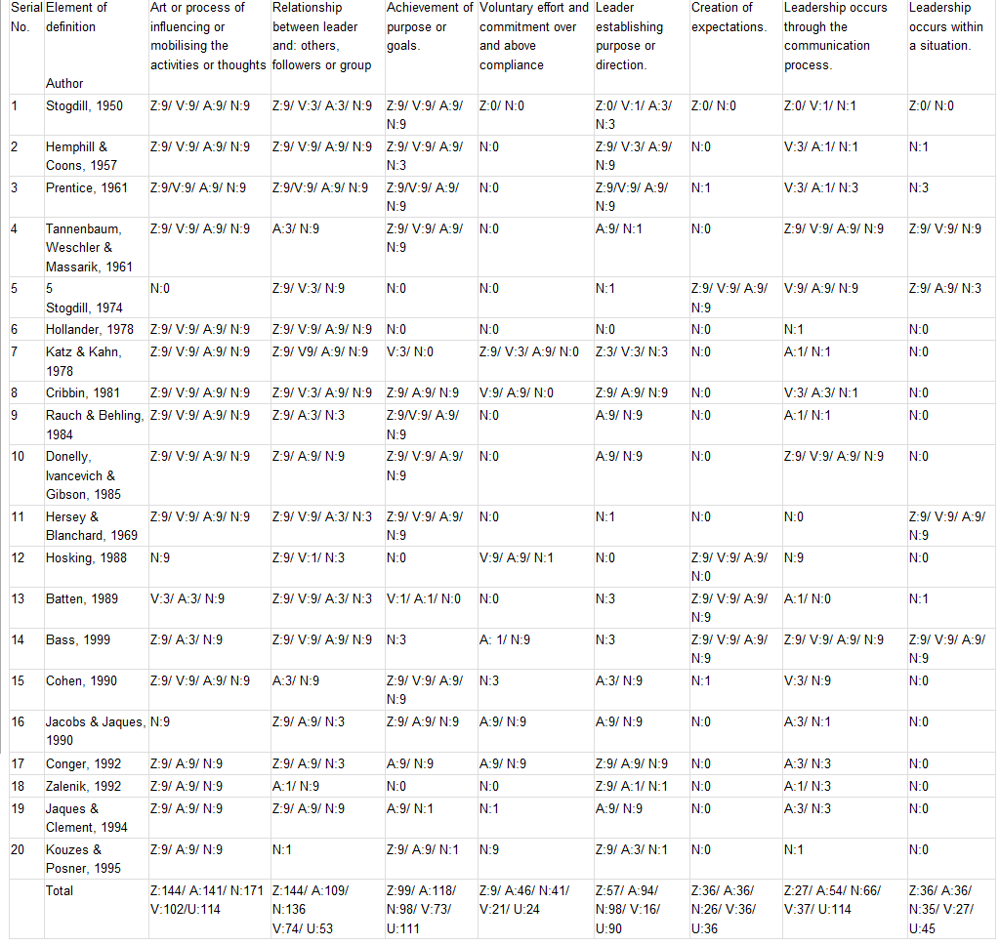 Serial No. Element of definition Author Art or process of influencing or mobilising the activities or thoughts Relationship between leader and: others, followers or group Achievement of purpose or goals. Voluntary effort and commitment over and above compliance Leader establishing purpose or direction. Creation of expectations. Leadership occurs through the communication process. Leadership occurs within a situation.
1 Stogdill, 1950 Z:9/ V:9/ A:9/ N:9 Z:9/ V:3/ A:3/ N:9 Z:9/ V:9/ A:9/ N:9 Z:0/ N:0 Z:0/ V:1/ A:3/ N:3 Z:0/ N:0 Z:0/ V:1/ N:1 Z:0/ N:0
2 Hemphill & Coons, 1957 Z:9/ V:9/ A:9/ N:9 Z:9/ V:9/ A:9/ N:9 Z:9/ V:9/ A:9/ N:3 N:0 Z:9/ V:3/ A:9/ N:9 N:0 V:3/ A:1/ N:1 N:1
3 Prentice, 1961 Z:9/V:9/ A:9/ N:9 Z:9/V:9/ A:9/ N:9 Z:9/V:9/ A:9/ N:9 N:0 Z:9/V:9/ A:9/ N:9 N:1 V:3/ A:1/ N:3 N:3
4 Tannenbaum, Weschler & Massarik, 1961 Z:9/ V:9/ A:9/ N:9 A:3/ N:9 Z:9/ V:9/ A:9/ N:9 N:0 A:9/ N:1 N:0 Z:9/ V:9/ A:9/ N:9 Z:9/ V:9/ N:9
5 5 Stogdill, 1974 N:0 Z:9/ V:3/ N:9 N:0 N:0 N:1 Z:9/ V:9/ A:9/ N:9 V:9/ A:9/ N:9 Z:9/ A:9/ N:3
6 Hollander, 1978 Z:9/ V:9/ A:9/ N:9 Z:9/ V:9/ A:9/ N:9 N:0 N:0 N:0 N:0 N:1 N:0
7 Katz & Kahn, 1978 Z:9/ V:9/ A:9/ N:9 Z:9/ V9/ A:9/ N:9 V:3/ N:0 Z:9/ V:3/ A:9/ N:0 Z:3/ V:3/ N:3 N:0 A:1/ N:1 N:0
8 Cribbin, 1981 Z:9/ V:9/ A:9/ N:9 Z:9/ V:3/ A:9/ N:9 Z:9/ A:9/ N:9 V:9/ A:9/ N:0 Z:9/ A:9/ N:9 N:0 V:3/ A:3/ N:1 N:0
9 Rauch & Behling, 1984 Z:9/ V:9/ A:9/ N:9 Z:9/ A:3/ N:3 Z:9/V:9/ A:9/ N:9 N:0 A:9/ N:9 N:0 A:1/ N:1 N:0
10 Donelly, Ivancevich & Gibson, 1985 Z:9/ V:9/ A:9/ N:9 Z:9/ A:9/ N:9 Z:9/ V:9/ A:9/ N:9 N:0 A:9/ N:9 N:0 Z:9/ V:9/ A:9/ N:9 N:0
11 Hersey & Blanchard, 1969 Z:9/ V:9/ A:9/ N:9 Z:9/ V:9/ A:3/ N:3 Z:9/ V:9/ A:9/ N:9 N:0 N:1 N:0 N:0 Z:9/ V:9/ A:9/ N:9
12 Hosking, 1988 N:9 Z:9/ V:1/ N:3 N:0 V:9/ A:9/ N:1 N:0 Z:9/ V:9/ A:9/ N:0 N:9 N:0
13 Batten, 1989 V:3/ A:3/ N:9 Z:9/ V:9/ A:3/ N:3 V:1/ A:1/ N:0 N:0 N:3 Z:9/ V:9/ A:9/ N:9 A:1/ N:0 N:1
14 Bass, 1999 Z:9/ A:3/ N:9 Z:9/ V:9/ A:9/ N:9 N:3 A: 1/ N:9 N:3 Z:9/ V:9/ A:9/ N:9 Z:9/ V:9/ A:9/ N:9 Z:9/ V:9/ A:9/ N:9
15 Cohen, 1990 Z:9/ V:9/ A:9/ N:9 A:3/ N:9 Z:9/ V:9/ A:9/ N:9 N:3 A:3/ N:9 N:1 V:3/ N:9 N:0
16 Jacobs & Jaques, 1990 N:9 Z:9/ A:9/ N:3 Z:9/ A:9/ N:9 A:9/ N:9 A:9/ N:9 N:0 A:3/ N:1 N:0
17 Conger, 1992 Z:9/ A:9/ N:9 Z:9/ A:9/ N:3 A:9/ N:9 A:9/ N:9 Z:9/ A:9/ N:9 N:0 A:3/ N:3 N:0
18 Zalenik, 1992 Z:9/ A:9/ N:9 A:1/ N:9 N:0 N:0 Z:9/ A:1/ N:1 N:0 A:1/ N:3 N:0
19 Jaques & Clement, 1994 Z:9/ A:9/ N:9 Z:9/ A:9/ N:9 A:9/ N:1 N:1 A:9/ N:9 N:0 A:3/ N:3 N:0
20 Kouzes & Posner, 1995 Z:9/ A:9/ N:9 N:1 Z:9/ A:9/ N:1 N:9 Z:9/ A:3/ N:1 N:0 N:1 N:0
Total Z:144/ A:141/ N:171 V:102/U:114 Z:144/ A:109/ N:136 V:74/ U:53 Z:99/ A:118/ N:98/ V:73/ U:111 Z:9/ A:46/ N:41/ V:21/ U:24 Z:57/ A:94/ N:98/ V:16/ U:90 Z:36/ A:36/ N:26/ V:36/ U:36 Z:27/ A:54/ N:66/ V:37/ U:114 Z:36/ A:36/ N:35/ V:27/ U:45